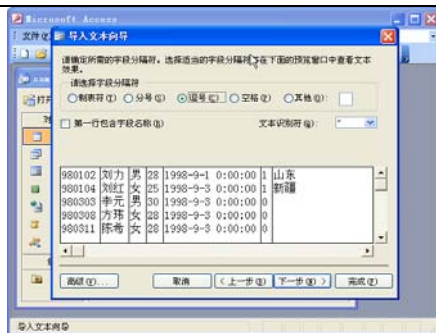 Microsoft Access
文件(F)
导入文本向导
请确定所需的字段分隔符。选择适当的字段分隔符并在下面的预览窗口中查看文本
效果。
请选择字段分隔符
制表符(T) 分号(S) 逗号(C) 空格(P) 其他(O):
第一行包含字段名称(R) 文本识别符(Q): "
980102 刘力 男 28 1998-9-1 0:00:00 1 山东
980104 刘红 女 25 1998-9-3 0:00:00 1 新疆
980303 李元 男 30 1998-9-3 0:00:00 0
980308 方玮 女 28 1998-9-3 0:00:00 0
980311 陈希 女 28 1998-9-3 0:00:00 0
高级(V)... 取消 < 上一步(B) 下一步(N) > 完成(F)
导入文本向导